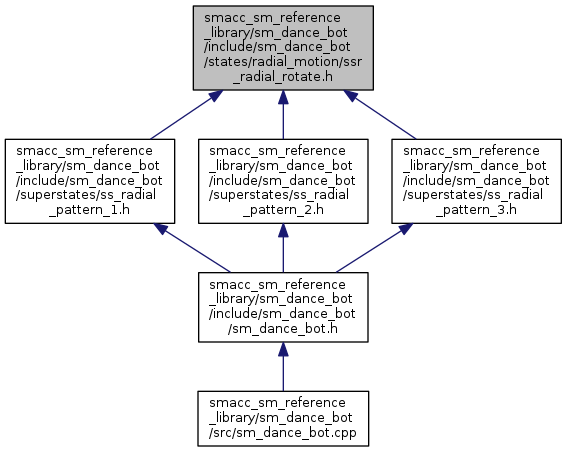 smacc_sm_reference
_library/sm_dance_bot
/include/sm_dance_bot
/states/radial_motion/ssr
_radial_rotate.h
smacc_sm_reference
_library/sm_dance_bot
/include/sm_dance_bot
/superstates/ss_radial
_pattern_1.h
smacc_sm_reference
_library/sm_dance_bot
/include/sm_dance_bot
/superstates/ss_radial
_pattern_2.h
smacc_sm_reference
_library/sm_dance_bot
/include/sm_dance_bot
/superstates/ss_radial
_pattern_3.h
smacc_sm_reference
_library/sm_dance_bot
/include/sm_dance_bot
/sm_dance_bot.h
smacc_sm_reference
_library/sm_dance_bot
/src/sm_dance_bot.cpp